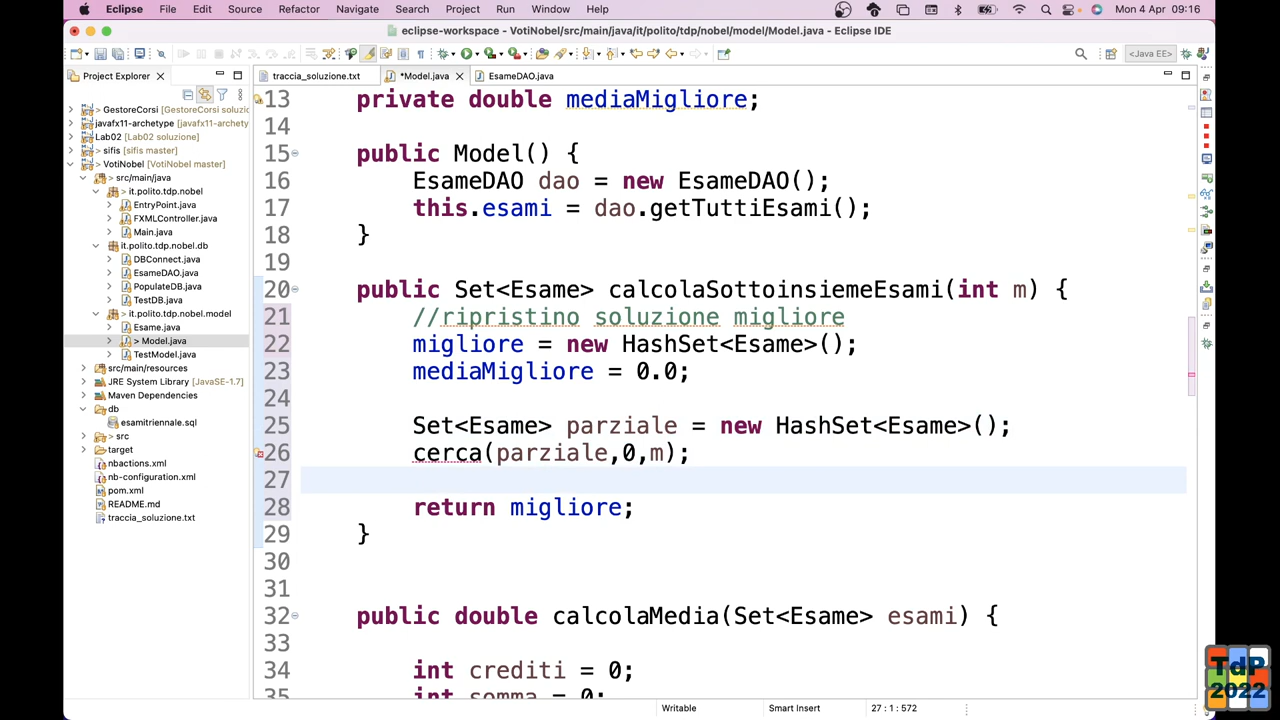 Eclipse File Edit Source Refactor Navigate Search Project Run Window Help Mon 4 Apr 09:16
eclipse-workspace - VotiNobel/src/main/java/it/polito/tdp/nobel/model/Model.java - Eclipse IDE
<Java EE>
Project Explorer
traccia_soluzione.txt *Model.java EsameDAO.java
GestoreCorsi [GestoreCorsi soluzic
javafx11-archetype [javafx11-archety
Lab02 [Lab02 soluzione]
sifis [sifis master]
> VotiNobel [VotiNobel master]
src/main/java
> it.polito.tdp.nobel
EntryPoint.java
FXMLController.java
Main.java
it.polito.tdp.nobel.db
DBConnect.java
EsameDAO.java
PopulateDB.java
TestDB.java
> it.polito.tdp.nobel.model
Esame.java
> Model.java
TestModel.java
src/main/resources
JRE System Library [JavaSE-1.7]
Maven Dependencies
db
esamitriennale.sql
> src
target
nbactions.xml
nb-configuration.xml
pom.xml
README.md
traccia_soluzione.txt
13 private double mediaMigliore;
14
15 public Model() {
16 EsameDAO dao = new EsameDAO();
17 this.esami = dao.getTuttiEsami();
18 }
19
20 public Set<Esame> calcolaSottoinsiemeEsami(int m) {
21 //ripristino soluzione migliore
22 migliore = new HashSet<Esame>();
23 mediaMigliore = 0.0;
24
25 Set<Esame> parziale = new HashSet<Esame>();
26 cerca(parziale,0,m);
27
28 return migliore;
29 }
30
31
32 public double calcolaMedia(Set<Esame> esami) {
33
34 int crediti = 0;
35 int somma = 0;
Writable Smart Insert 27 : 1 : 572
TdP
2022